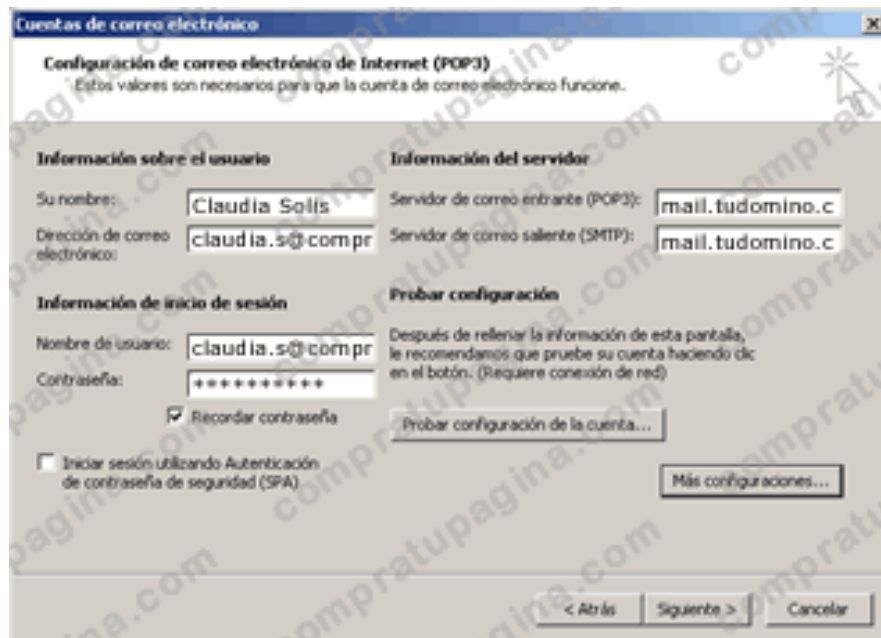 Cuentas de correo electrónico
Configuración de correo electrónico de Internet (POP3)
Estos valores son necesarios para que la cuenta de correo electrónico funcione.
Información sobre el usuario
Su nombre:
Claudia Solis
Dirección de correo
electrónico:
claudia.s@compr
Información de inicio de sesión
Nombre de usuario:
claudia.s@compr
Contraseña:
**********
Recordar contraseña
Iniciar sesión utilizando Autenticación
de contraseña de seguridad (SPA)
Información del servidor
Servidor de correo entrante (POP3):
mail.tudomino.c
Servidor de correo saliente (SMTP):
mail.tudomino.c
Probar configuración
Después de rellenar la información de esta pantalla,
le recomendamos que pruebe su cuenta haciendo clic
en el botón. (Requiere conexión de red)
Probar configuración de la cuenta...
Más configuraciones...
< Atrás
Siguiente >
Cancelar
compratupagina.com